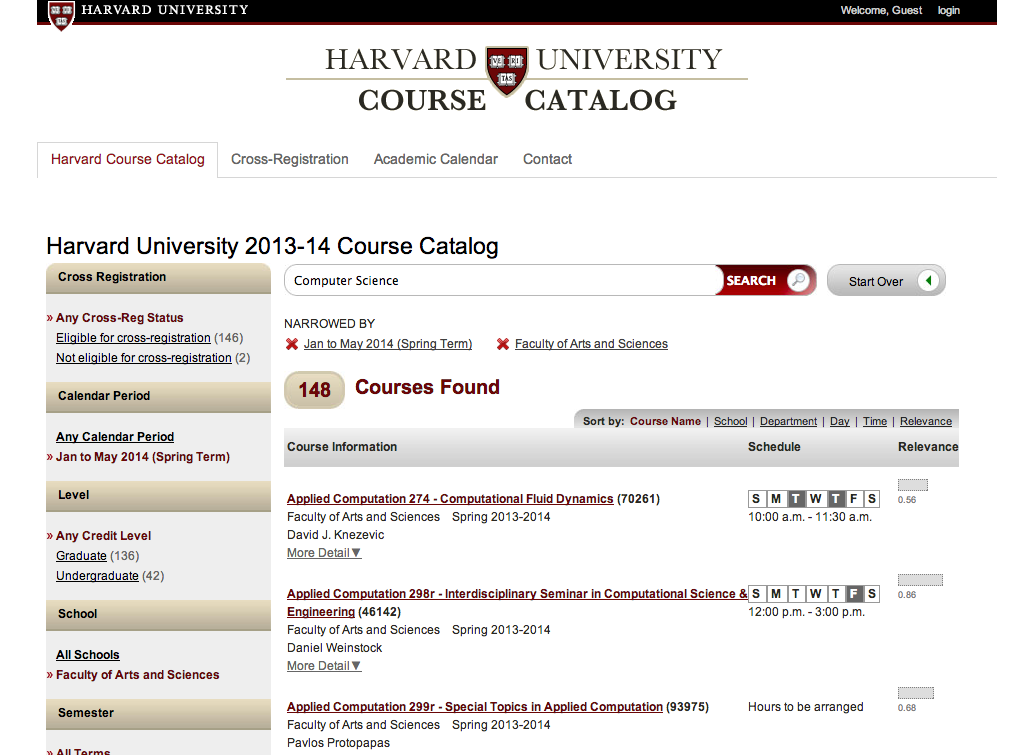 HARVARD UNIVERSITY
Welcome, Guest login
HARVARD UNIVERSITY
VE RI TAS
COURSE CATALOG
Harvard Course Catalog Cross-Registration Academic Calendar Contact
Harvard University 2013-14 Course Catalog
Cross Registration
» Any Cross-Reg Status
Eligible for cross-registration (146)
Not eligible for cross-registration (2)
Calendar Period
Any Calendar Period
» Jan to May 2014 (Spring Term)
Level
» Any Credit Level
Graduate (136)
Undergraduate (42)
School
All Schools
» Faculty of Arts and Sciences
Semester
» All Terms
Computer Science SEARCH Start Over
NARROWED BY
Jan to May 2014 (Spring Term) Faculty of Arts and Sciences
148 Courses Found
Sort by: Course Name | School | Department | Day | Time | Relevance
Course Information Schedule Relevance
Applied Computation 274 - Computational Fluid Dynamics (70261)
Faculty of Arts and Sciences Spring 2013-2014
David J. Knezevic
More Detail▼
S M T W T F S
10:00 a.m. - 11:30 a.m.
0.56
Applied Computation 298r - Interdisciplinary Seminar in Computational Science &
Engineering (46142)
Faculty of Arts and Sciences Spring 2013-2014
Daniel Weinstock
More Detail▼
S M T W T F S
12:00 p.m. - 3:00 p.m.
0.86
Applied Computation 299r - Special Topics in Applied Computation (93975)
Faculty of Arts and Sciences Spring 2013-2014
Pavlos Protopapas
Hours to be arranged
0.68